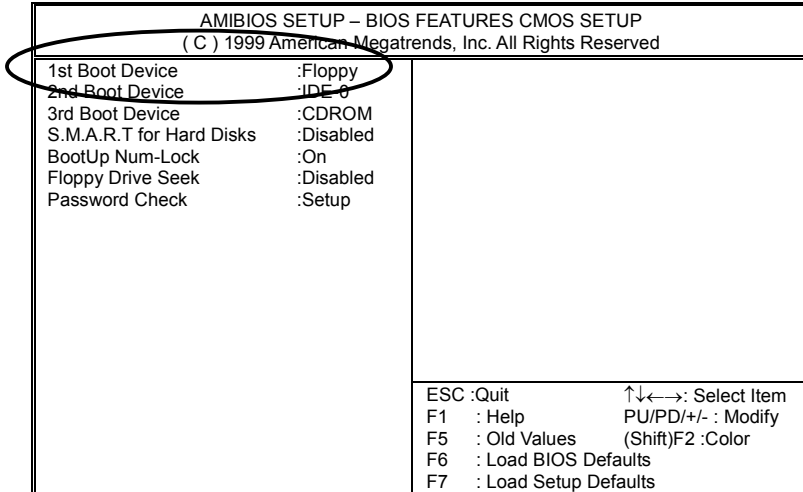 AMIBIOS SETUP – BIOS FEATURES CMOS SETUP
( C ) 1999 American Megatrends, Inc. All Rights Reserved
1st Boot Device :Floppy
2nd Boot Device :IDE-0
3rd Boot Device :CDROM
S.M.A.R.T for Hard Disks :Disabled
BootUp Num-Lock :On
Floppy Drive Seek :Disabled
Password Check :Setup
ESC :Quit ↑↓←→: Select Item
F1 : Help PU/PD/+/- : Modify
F5 : Old Values (Shift)F2 :Color
F6 : Load BIOS Defaults
F7 : Load Setup Defaults